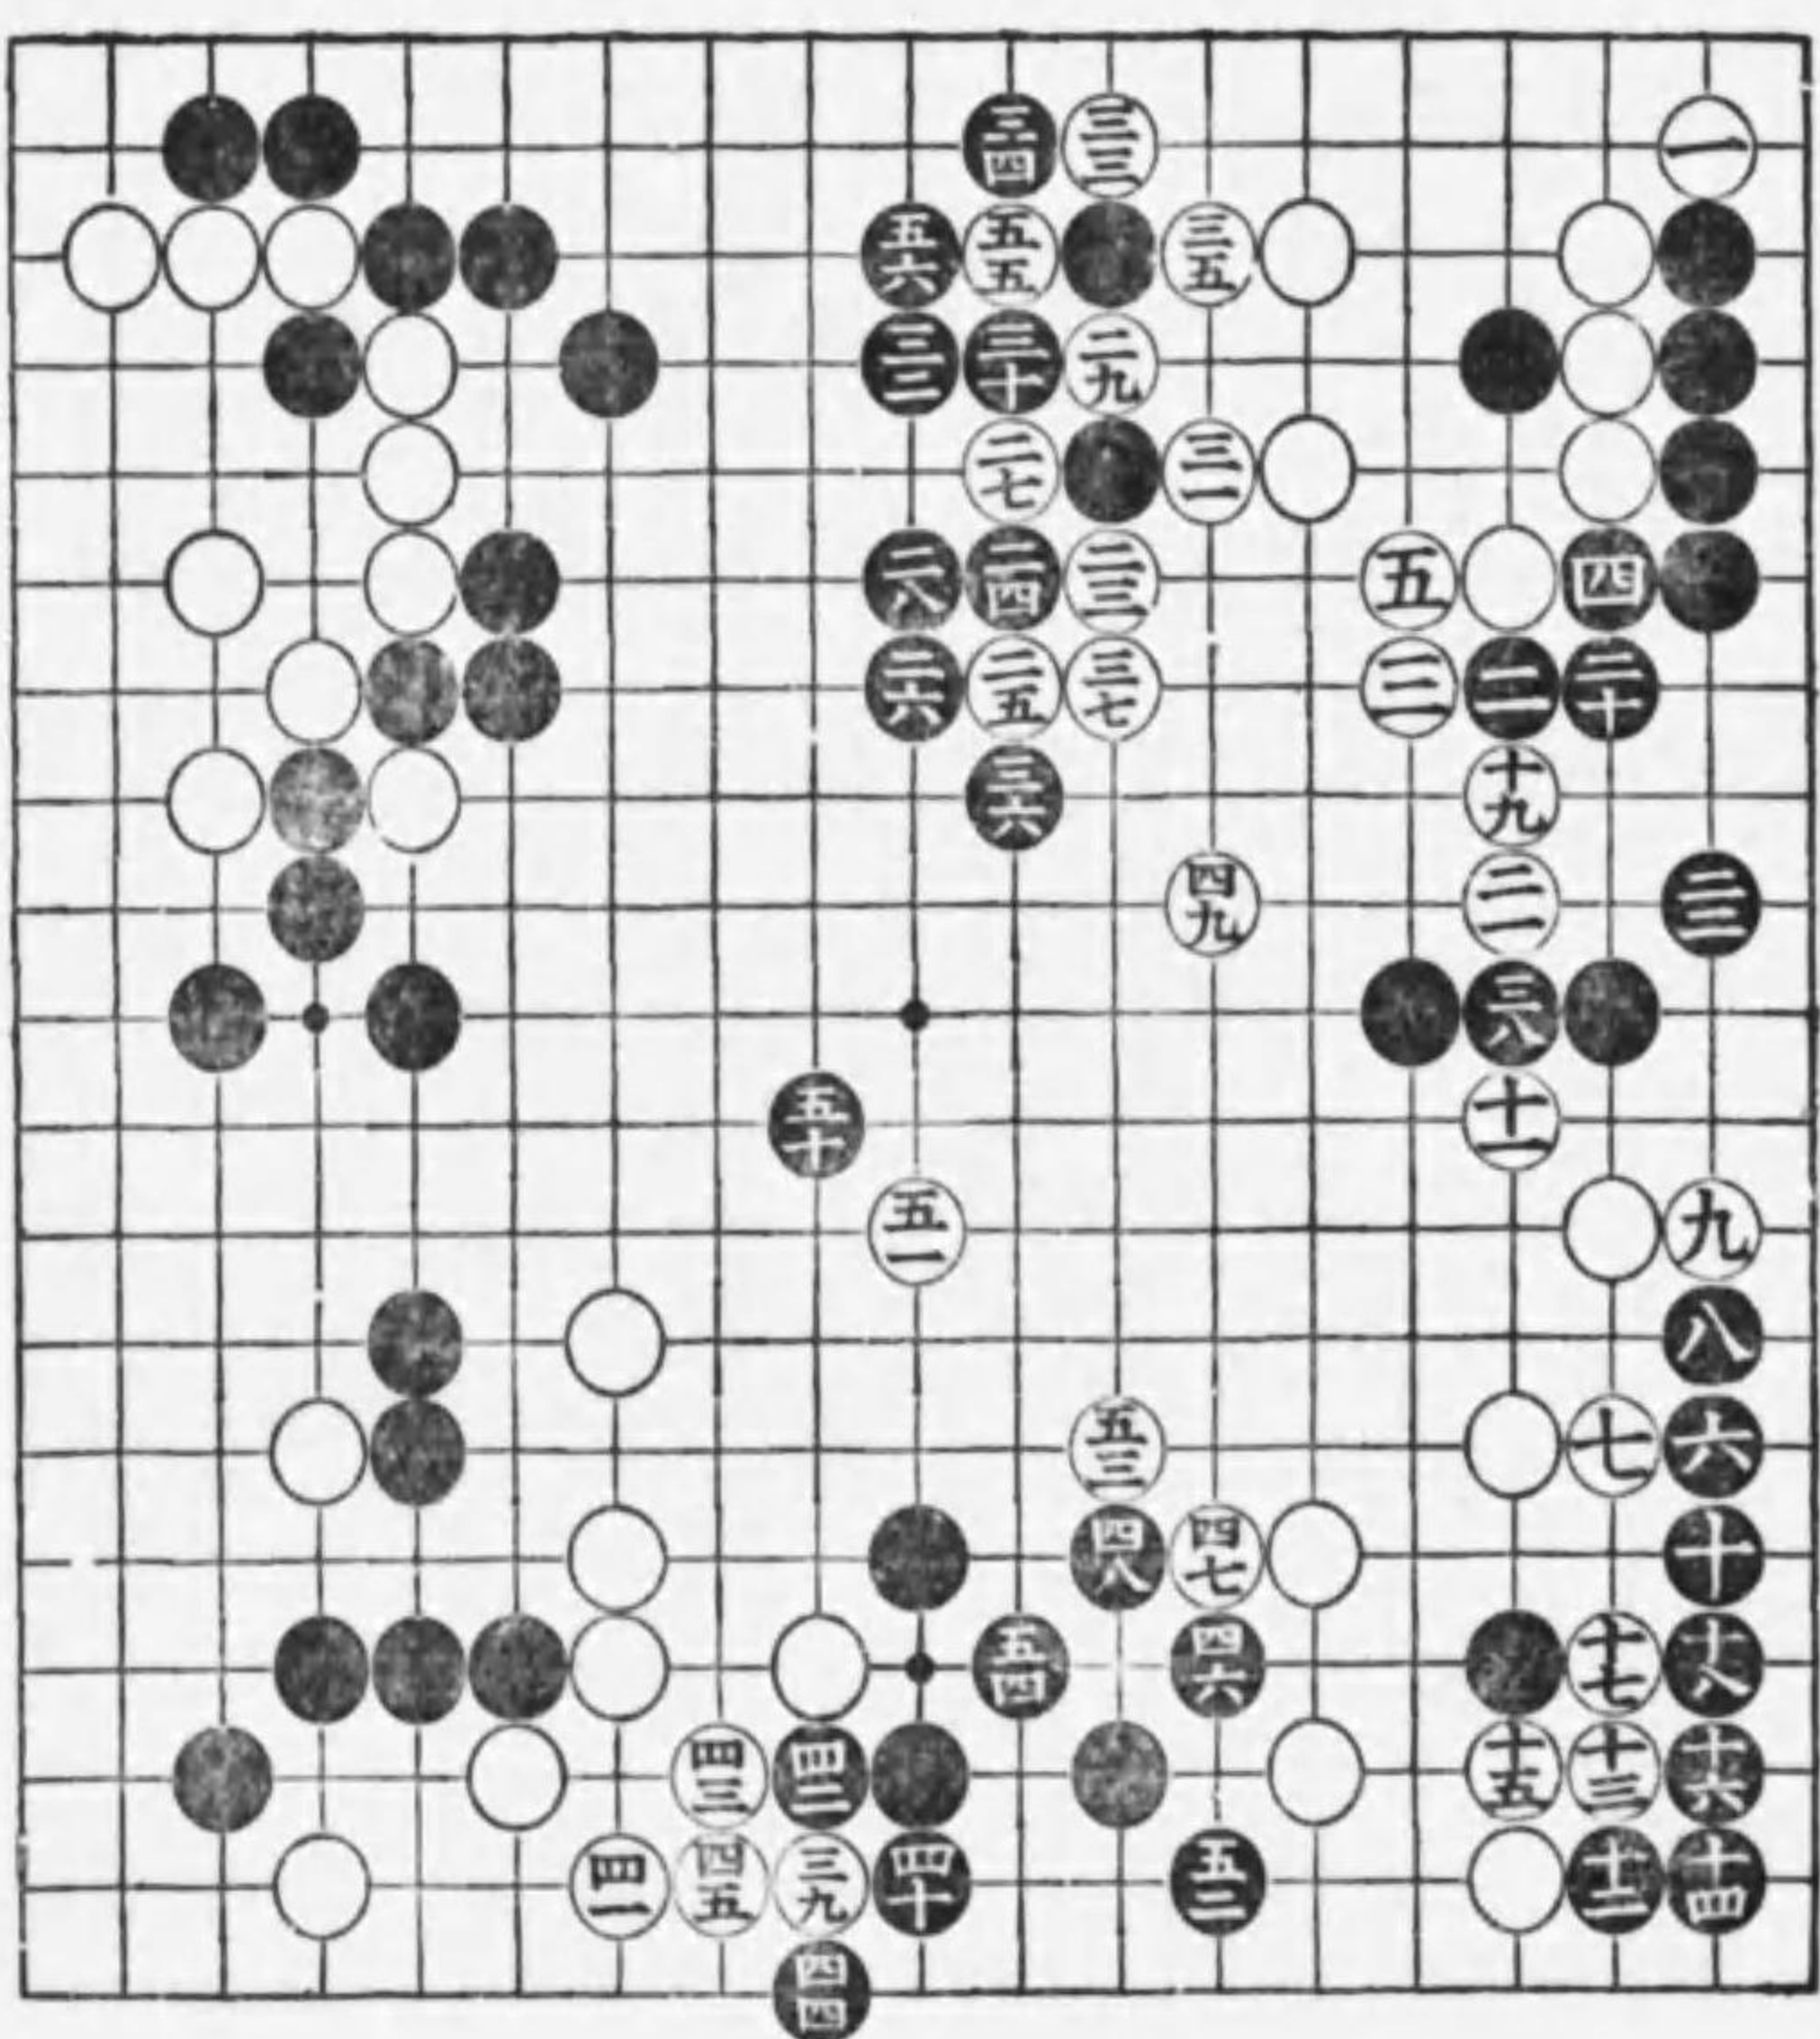 三四 三三 一
五六 五五 三五
三二 三十 二九
二七 三一
二八 二四 二三 五 四
二六 二五 三七 三 二 二十
三六 十九
四九 二一 二二
三八
五十 十一
五一 九
八
五三 七 六
四八 四七 十
五四 四六 十七 十八
四三 四二 十五 十三 十六
四一 四五 三九 四十 五二 十二 十四
四四